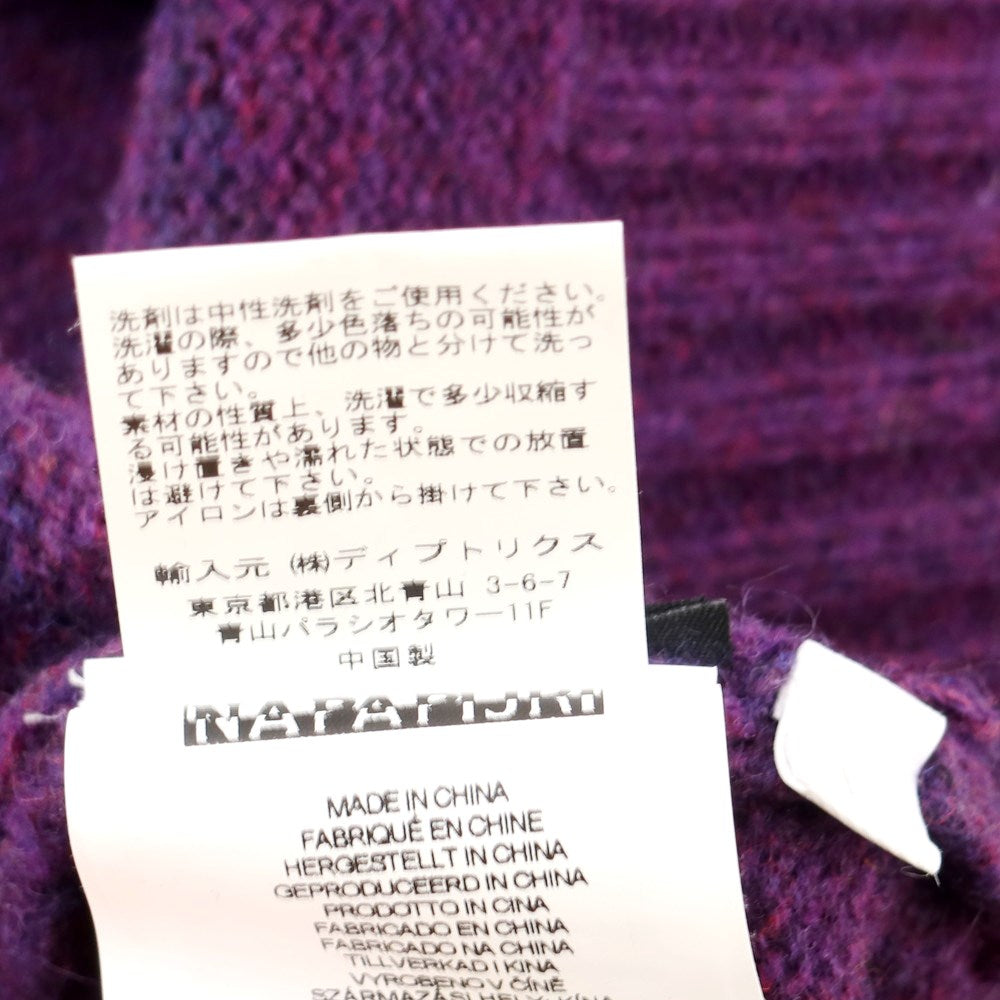 洗剤は中性洗剤をご使用ください。
洗濯の際、多少色落ちの可能性が
ありますので他の物と分けて洗っ
て下さい。
素材の性質上、洗濯で多少収縮す
る可能性があります。
浸け置きや濡れた状態での放置
は避けて下さい。
アイロンは裏側から掛けて下さい。
輸入元 (株)ディプトリクス
東京都港区北青山 3-6-7
青山パラシオタワー11F
中国製
NAPAPIJRI
MADE IN CHINA
FABRIQUÉ EN CHINE
HERGESTELLT IN CHINA
GEPRODUCEERD IN CHINA
PRODOTTO IN CINA
FABRICADO EN CHINA
FABRICADO NA CHINA
TILLVERKAD I KINA
VYROBENO V ČÍNĚ
SZÁRMAZÁSI HELY KÍNA